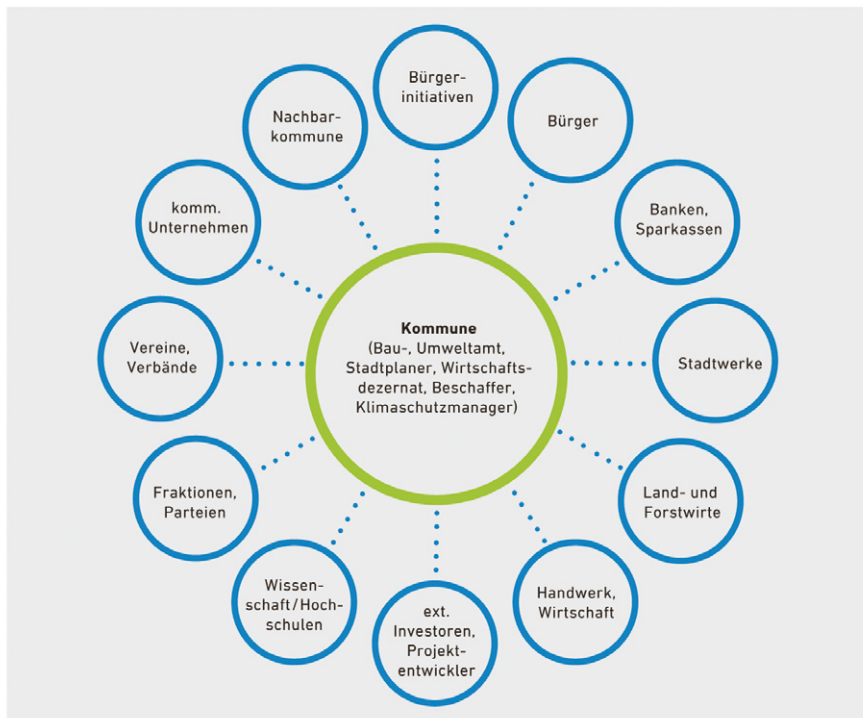 Bürger-
initiativen
Bürger
Banken,
Sparkassen
Stadtwerke
Land- und
Forstwirte
Handwerk,
Wirtschaft
ext.
Investoren,
Projekt-
entwickler
Wissen-
schaft/Hoch-
schulen
Fraktionen,
Parteien
Vereine,
Verbände
komm.
Unternehmen
Nachbar-
kommune
Kommune
(Bau-, Umweltamt,
Stadtplaner, Wirtschafts-
dezernat, Beschaffer,
Klimaschutzmanager)